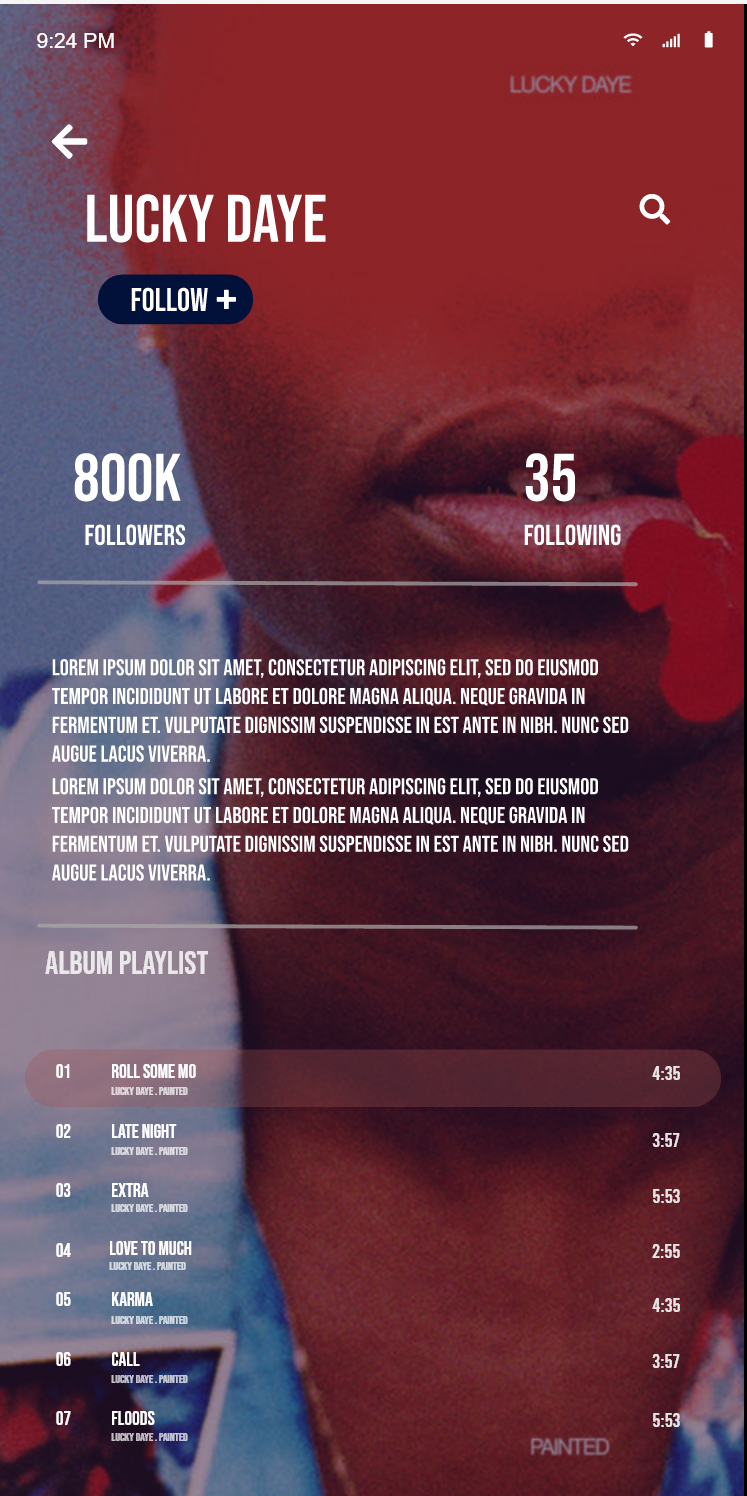 9:24 PM
LUCKY DAYE
LUCKY DAYE
FOLLOW +
800K
35
FOLLOWERS
FOLLOWING
LOREM IPSUM DOLOR SIT AMET, CONSECTETUR ADIPISCING ELIT, SED DO EIUSMOD
TEMPOR INCIDIDUNT UT LABORE ET DOLORE MAGNA ALIQUA. NEQUE GRAVIDA IN
FERMENTUM ET. VULPUTATE DIGNISSIM SUSPENDISSE IN EST ANTE IN NIBH. NUNC SED
AUGUE LACUS VIVERRA.
LOREM IPSUM DOLOR SIT AMET, CONSECTETUR ADIPISCING ELIT, SED DO EIUSMOD
TEMPOR INCIDIDUNT UT LABORE ET DOLORE MAGNA ALIQUA. NEQUE GRAVIDA IN
FERMENTUM ET. VULPUTATE DIGNISSIM SUSPENDISSE IN EST ANTE IN NIBH. NUNC SED
AUGUE LACUS VIVERRA.
ALBUM PLAYLIST
01 ROLL SOME MO 4:35
LUCKY DAYE . PAINTED
02 LATE NIGHT 3:57
LUCKY DAYE . PAINTED
03 EXTRA 5:53
LUCKY DAYE . PAINTED
04 LOVE TO MUCH 2:55
LUCKY DAYE . PAINTED
05 KARMA 4:35
LUCKY DAYE . PAINTED
06 CALL 3:57
LUCKY DAYE . PAINTED
07 FLOODS 5:53
LUCKY DAYE . PAINTED
PAINTED